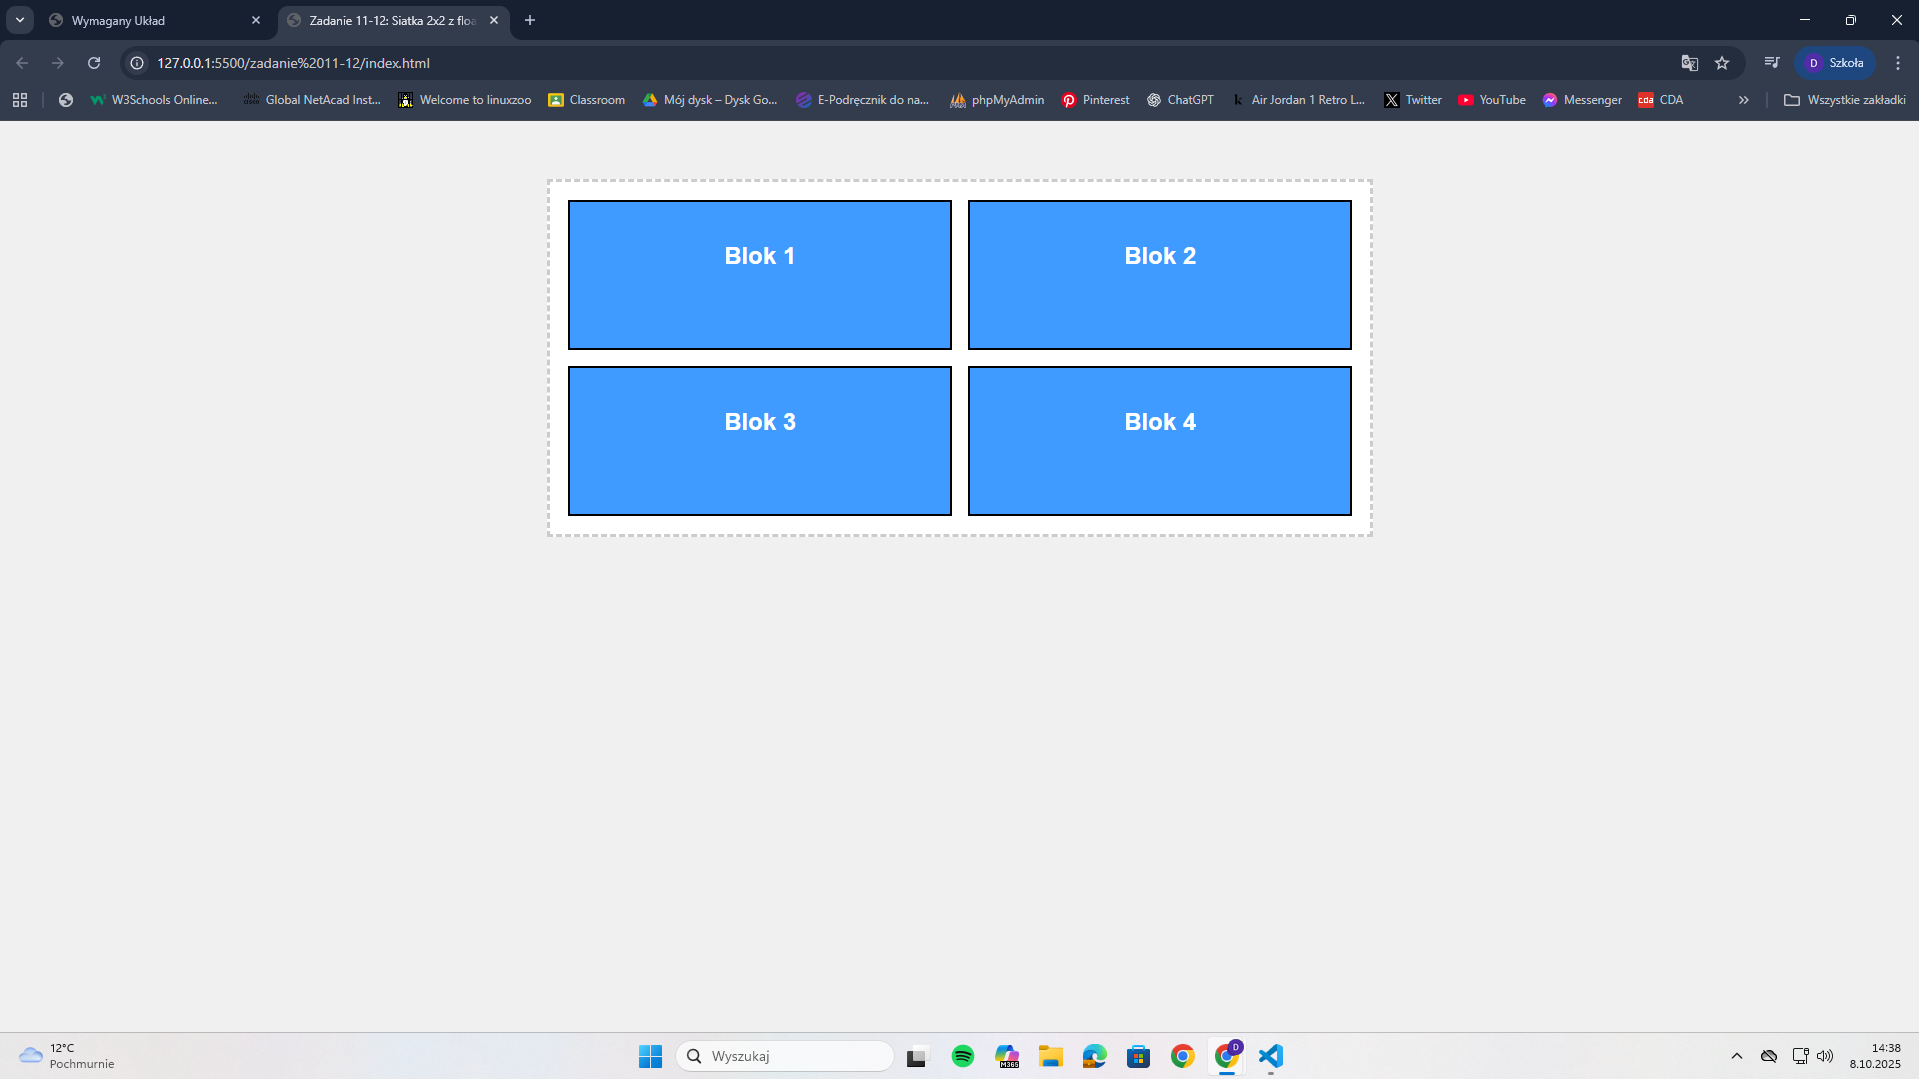 Wymagany Układ
Zadanie 11-12: Siatka 2x2 z floa
127.0.0.1:5500/zadanie%2011-12/index.html
D Szkoła
W3Schools Online...
Global NetAcad Inst...
Welcome to linuxzoo
Classroom
Mój dysk – Dysk Go...
E-Podręcznik do na...
phpMyAdmin
Pinterest
ChatGPT
k Air Jordan 1 Retro L...
Twitter
YouTube
Messenger
CDA CDA
Wszystkie zakładki
Blok 1
Blok 2
Blok 3
Blok 4
12°C
Pochmurnie
Wyszukaj
M365
D
14:38
8.10.2025